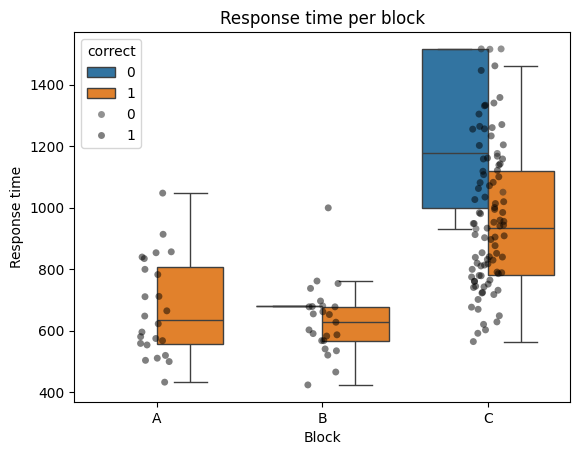 Response time per block
correct
0
1
0
1
1400
1200
1000
800
600
400
Response time
A B C
Block